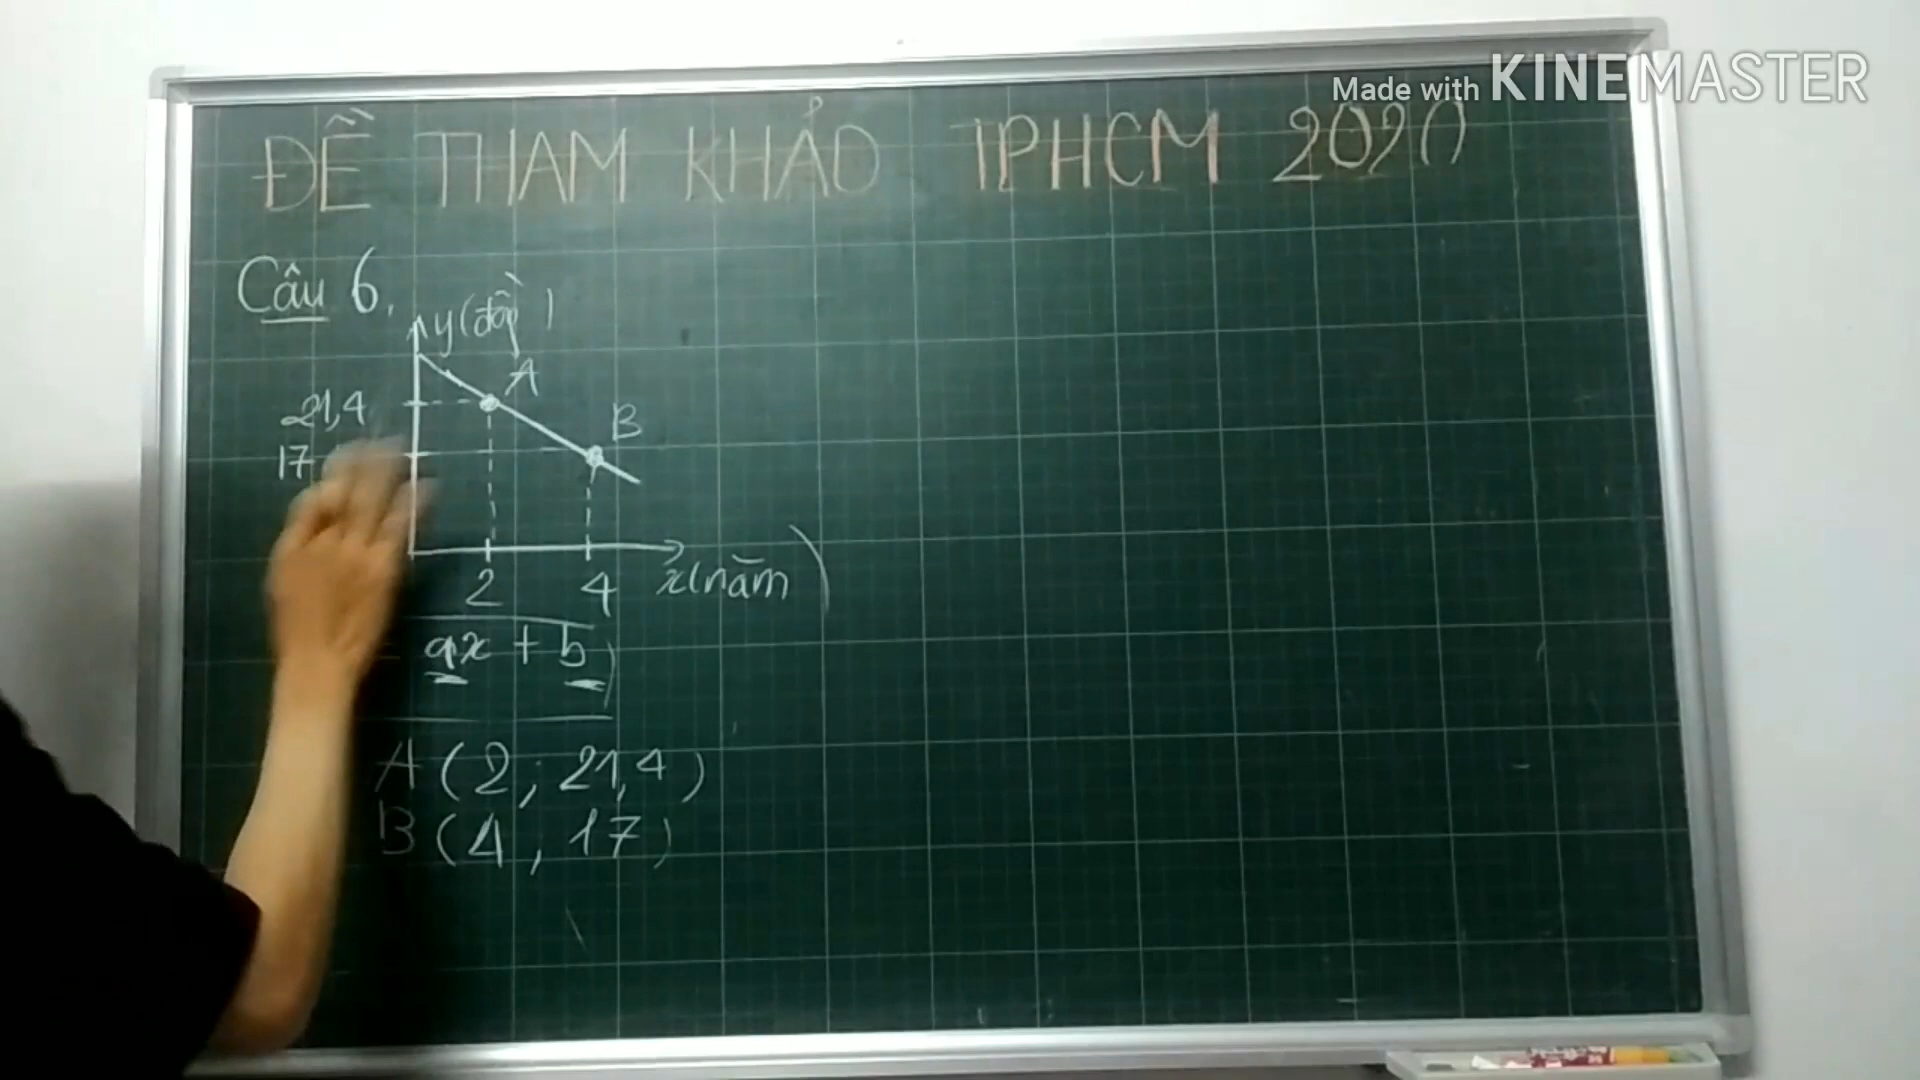 Made with KINEMASTER
ĐỀ THAM KHẢO TPHCM 2020
Câu 6.
y(đồng)
A
21,4
B
17
2 4 x(năm)
ax + b
A (2 ; 21,4)
B (4 , 17)